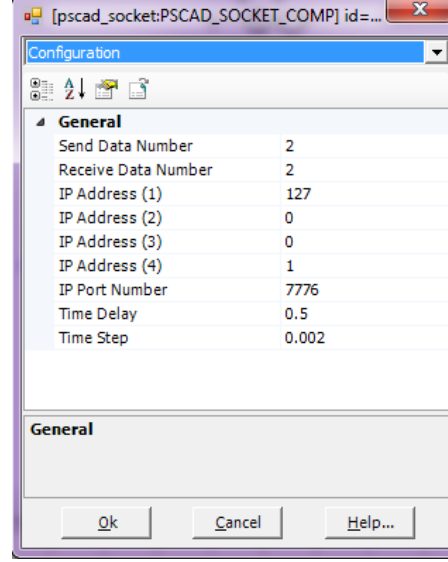 [pscad_socket:PSCAD_SOCKET_COMP] id=...
Configuration
General
Send Data Number 2
Receive Data Number 2
IP Address (1) 127
IP Address (2) 0
IP Address (3) 0
IP Address (4) 1
IP Port Number 7776
Time Delay 0.5
Time Step 0.002
General
Ok Cancel Help...